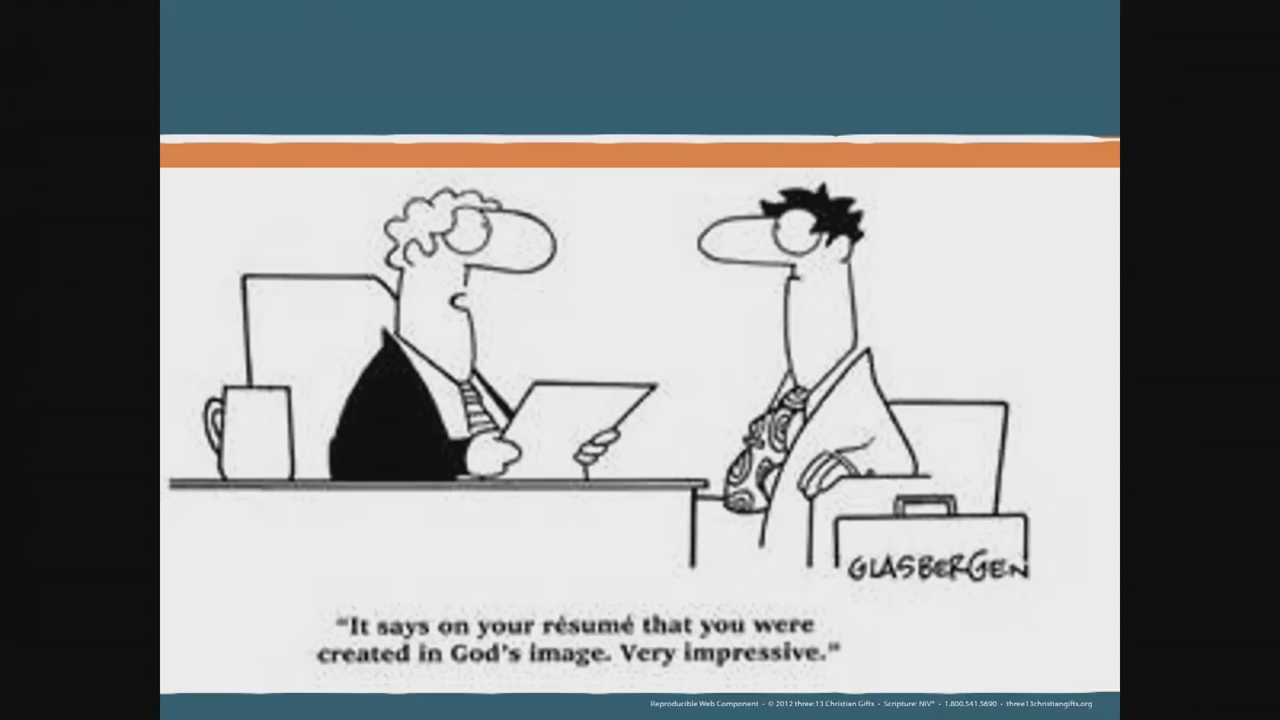 GLASBERGEN
“It says on your résumé that you were
created in God’s image. Very impressive.”
Reproducible Web Component • © 2012 three:13 Christian Gifts • Scripture: NIV® • 1.800.541.5690 • three13christiangifts.org